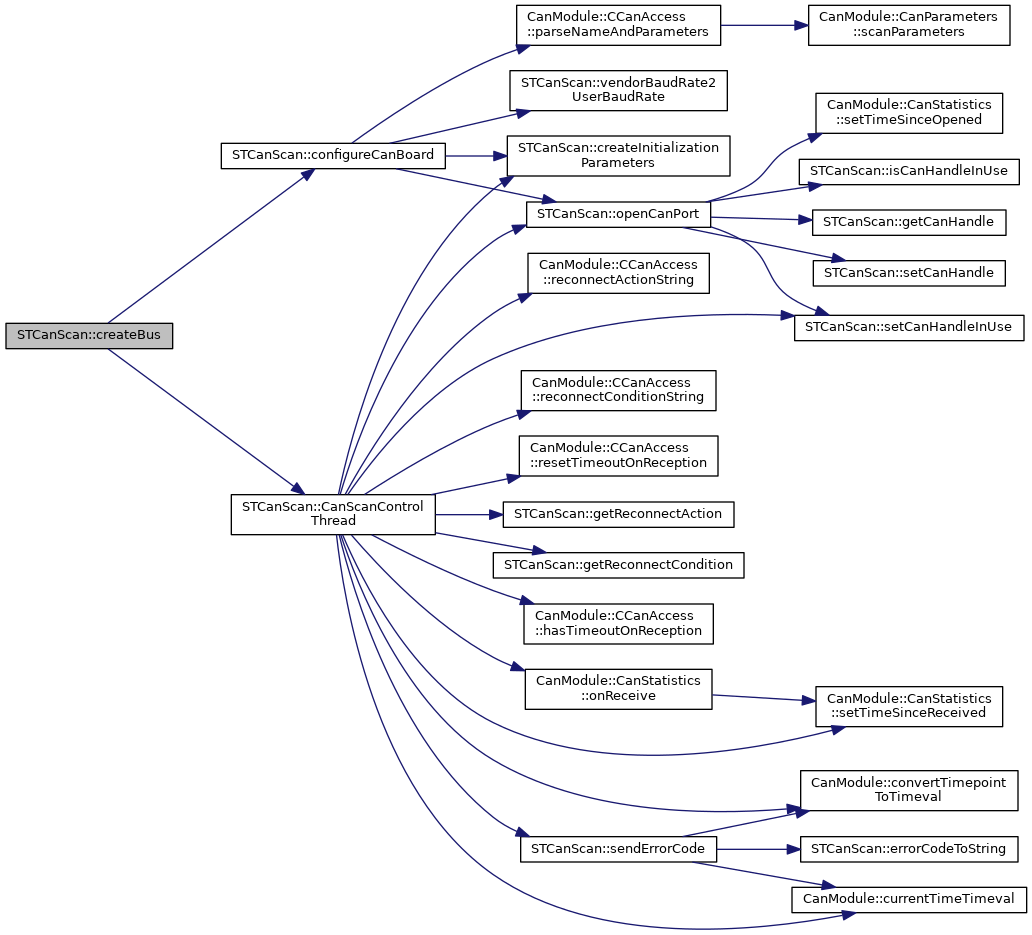 CanModule::CCanAccess
::parseNameAndParameters
CanModule::CanParameters
::scanParameters
STCanScan::vendorBaudRate2
UserBaudRate
CanModule::CanStatistics
::setTimeSinceOpened
STCanScan::configureCanBoard
STCanScan::createInitialization
Parameters
STCanScan::isCanHandleInUse
STCanScan::openCanPort
STCanScan::getCanHandle
CanModule::CCanAccess
::reconnectActionString
STCanScan::setCanHandle
STCanScan::createBus
STCanScan::setCanHandleInUse
CanModule::CCanAccess
::reconnectConditionString
CanModule::CCanAccess
::resetTimeoutOnReception
STCanScan::CanScanControl
Thread
STCanScan::getReconnectAction
STCanScan::getReconnectCondition
CanModule::CCanAccess
::hasTimeoutOnReception
CanModule::CanStatistics
::onReceive
CanModule::CanStatistics
::setTimeSinceReceived
CanModule::convertTimepoint
ToTimeval
STCanScan::sendErrorCode
STCanScan::errorCodeToString
CanModule::currentTimeTimeval